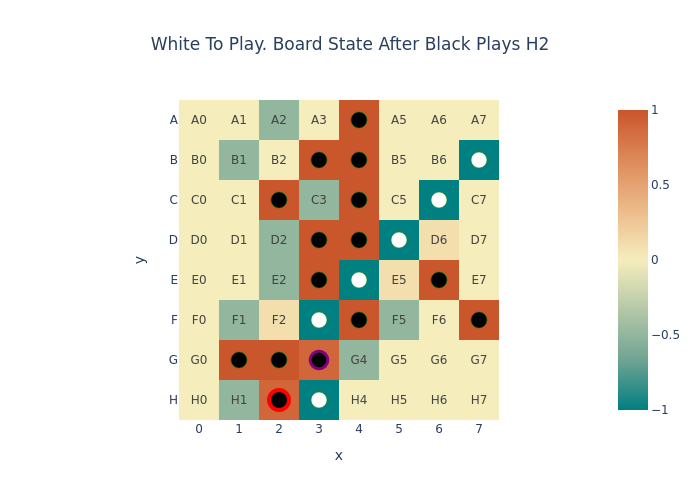 White To Play. Board State After Black Plays H2
A A0 A1 A2 A3 A5 A6 A7
B B0 B1 B2 B5 B6
C C0 C1 C3 C5 C7
D D0 D1 D2 D6 D7
E E0 E1 E2 E5 E7
F F0 F1 F2 F5 F6
G G0 G4 G5 G6 G7
H H0 H1 H4 H5 H6 H7
0 1 2 3 4 5 6 7
x
y
1
0.5
0
−0.5
−1